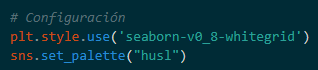 # Configuración
plt.style.use('seaborn-v0_8-whitegrid')
sns.set_palette("husl")